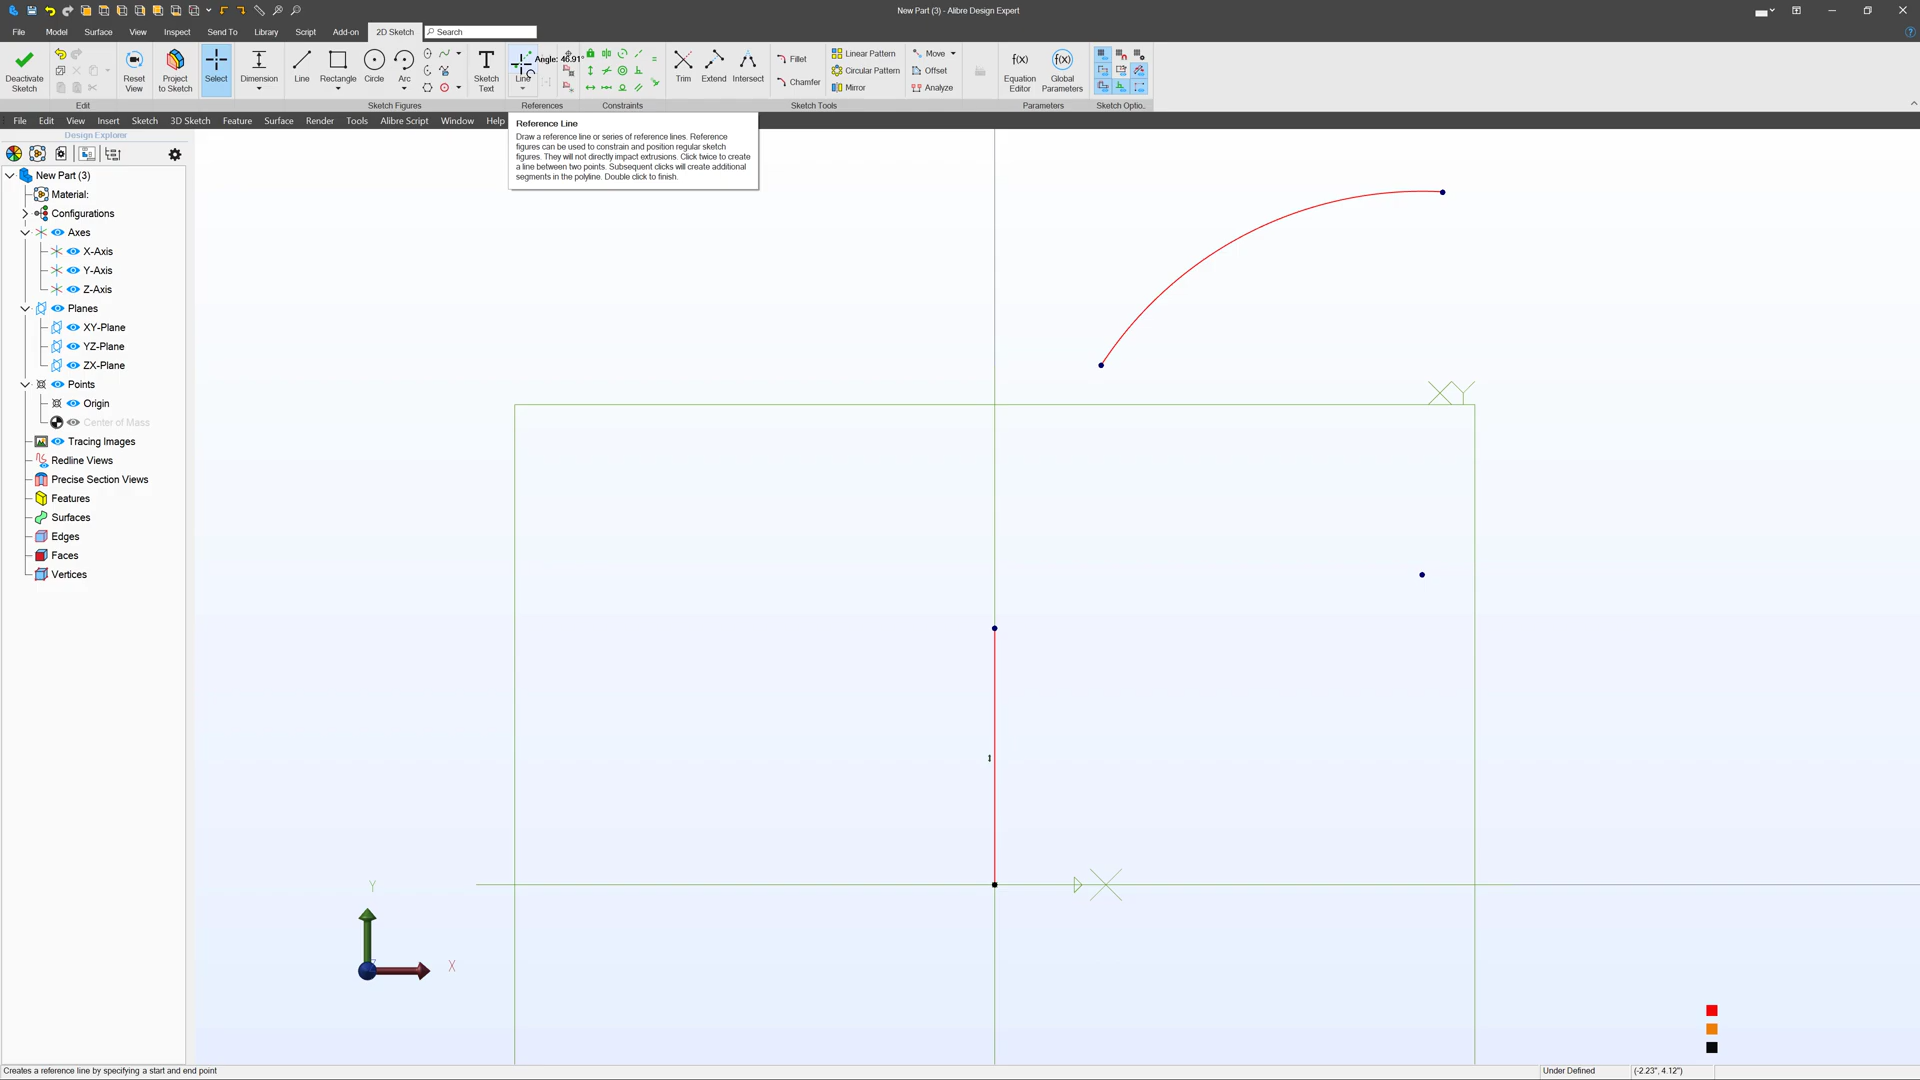 New Part (3) - Alibre Design Expert
File Model Surface View Inspect Send To Library Script Add-on 2D Sketch Search
Deactivate Sketch
Reset View
Project to Sketch
Select
Dimension
Line
Rectangle
Circle
Arc
Sketch Text
Line
Angle: 46.91°
Trim
Extend
Intersect
Fillet
Chamfer
Linear Pattern
Circular Pattern
Mirror
Move
Offset
Analyze
Equation Editor
Global Parameters
Edit
Sketch Figures
References
Constraints
Sketch Tools
Parameters
Sketch Optio..
File Edit View Insert Sketch 3D Sketch Feature Surface Render Tools Alibre Script Window Help
Reference Line
Draw a reference line or series of reference lines. Reference
figures can be used to constrain and position regular sketch
figures. They will not directly impact extrusions. Click twice to create
a line between two points. Subsequent clicks will create additional
segments in the polyline. Double click to finish.
Design Explorer
New Part (3)
Material:
Configurations
Axes
X-Axis
Y-Axis
Z-Axis
Planes
XY-Plane
YZ-Plane
ZX-Plane
Points
Origin
Center of Mass
Tracing Images
Redline Views
Precise Section Views
Features
Surfaces
Edges
Faces
Vertices
XY
X
Y
X
Creates a reference line by specifying a start and end point
Under Defined
(-2.23", 4.12")